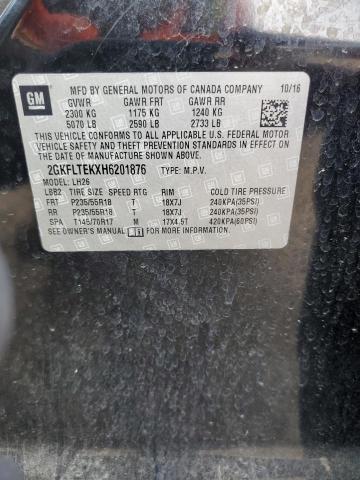 GM
MFD BY GENERAL MOTORS OF CANADA COMPANY 10/16
GVWR GAWR FRT GAWR RR
2300 KG 1175 KG 1240 KG
5070 LB 2590 LB 2733 LB
THIS VEHICLE CONFORMS TO ALL APPLICABLE U.S. FEDERAL MOTOR
VEHICLE SAFETY AND THEFT PREVENTION STANDARDS IN EFFECT
ON THE DATE OF MANUFACTURE SHOWN ABOVE.
2GKFLTEKXH6201876 TYPE: M.P.V.
MODEL: LH26
L8B2 TIRE SIZE SPEED RTG RIM COLD TIRE PRESSURE
FRT P235/55R18 T 18X7J 240KPA(35PSI)
RR P235/55R18 T 18X7J 240KPA(35PSI)
SPA T145/70R17 M 17X4.5T 420KPA(60PSI)
SEE OWNER'S MANUAL FOR MORE INFORMATION.